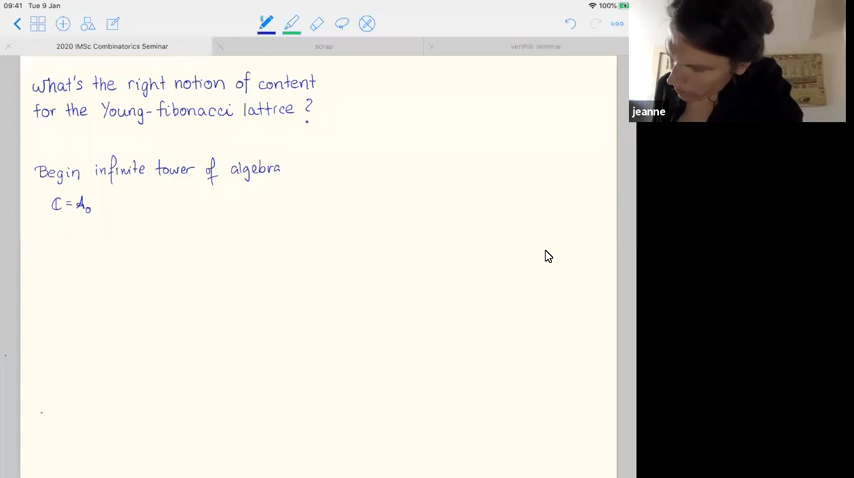 09:41 Tue 9 Jan
100%
2020 IMSc Combinatorics Seminar
scrap
vershik seminar
jeanne
What's the right notion of content
for the Young-fibonacci lattice ?
Begin infinite tower of algebra
ℂ = A₀